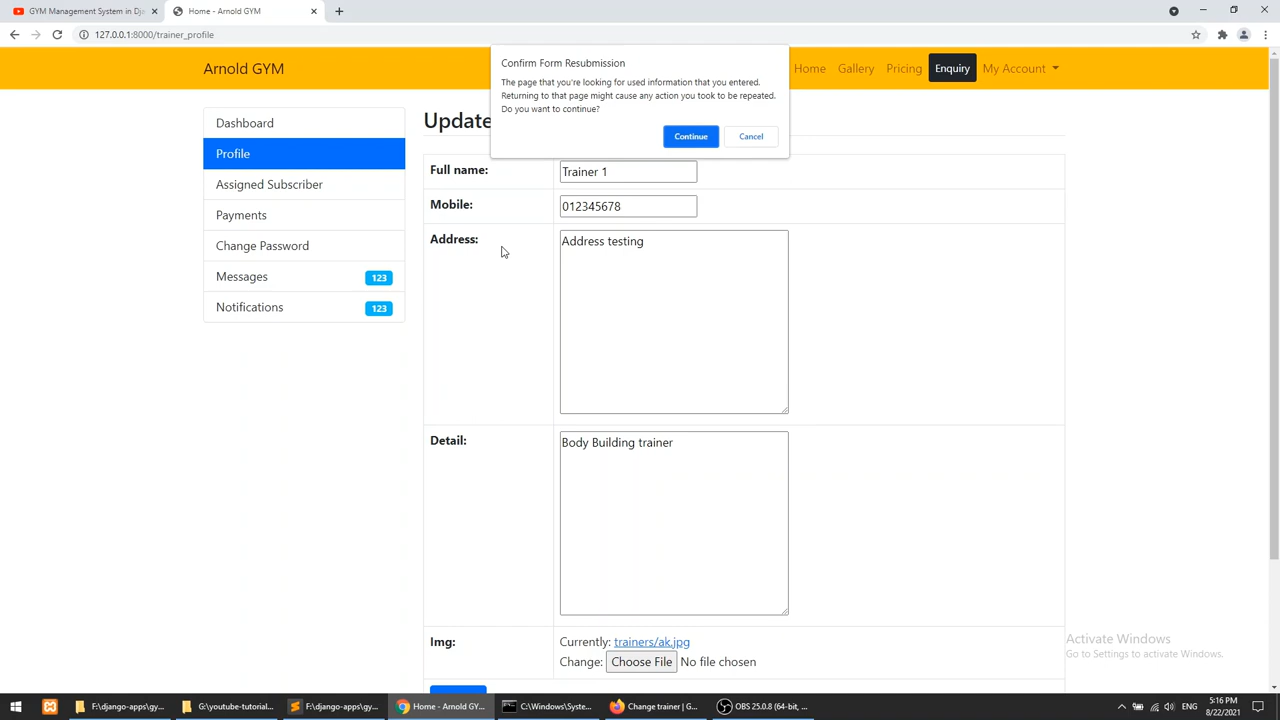 GYM Management System in Dj
Home - Arnold GYM
127.0.0.1:8000/trainer_profile
Arnold GYM
Home
Gallery
Pricing
Enquiry
My Account
Confirm Form Resubmission
The page that you're looking for used information that you entered.
Returning to that page might cause any action you took to be repeated.
Do you want to continue?
Continue
Cancel
Dashboard
Profile
Assigned Subscriber
Payments
Change Password
Messages 123
Notifications 123
Update
Full name: Trainer 1
Mobile: 012345678
Address: Address testing
Detail: Body Building trainer
Img: Currently: trainers/ak.jpg
Change: Choose File No file chosen
Activate Windows
Go to Settings to activate Windows.
F:\django-apps\gy...
G:\youtube-tutorial...
F:\django-apps\gy...
Home - Arnold GY...
C:\Windows\Syste...
Change trainer | G...
OBS 25.0.8 (64-bit, ...
ENG
5:16 PM
8/22/2021